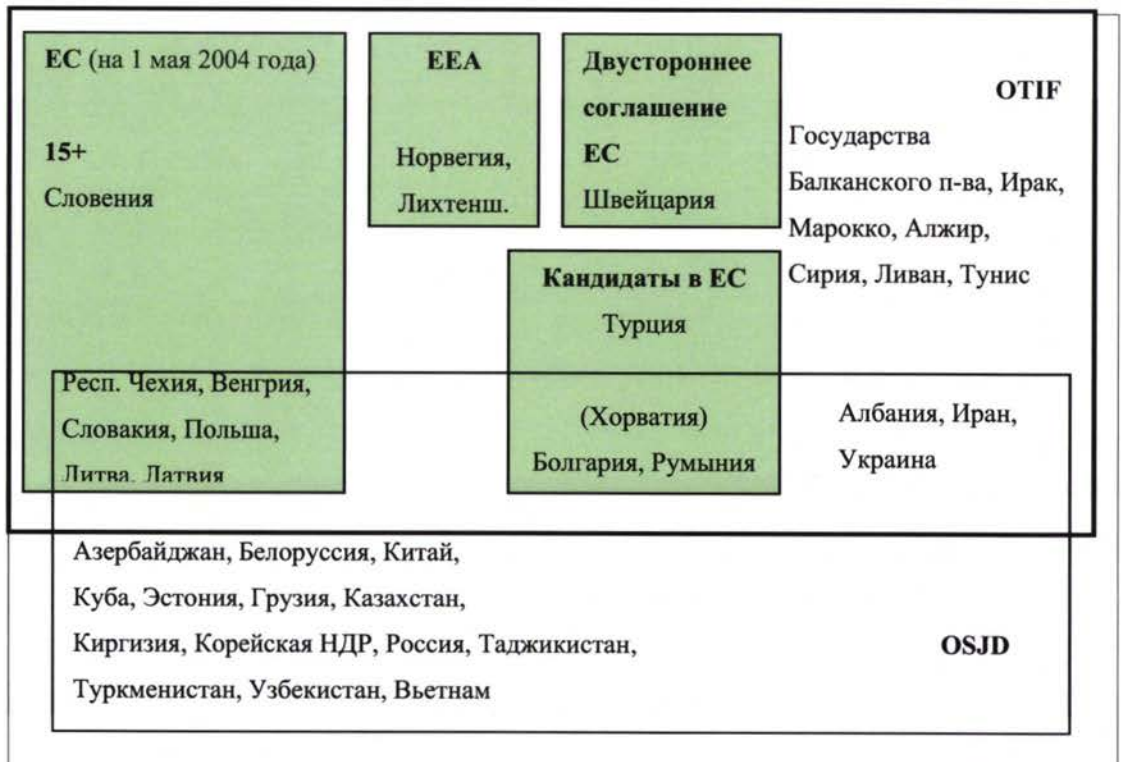 ЕС (на 1 мая 2004 года)
15+
Словения
Респ. Чехия, Венгрия,
Словакия, Польша,
Литва, Латвия
ЕЕА
Норвегия,
Лихтенш.
Двустороннее
соглашение
ЕС
Швейцария
Кандидаты в ЕС
Турция
(Хорватия)
Болгария, Румыния
OTIF
Государства
Балканского п-ва, Ирак,
Марокко, Алжир,
Сирия, Ливан, Тунис
Албания, Иран,
Украина
Азербайджан, Белоруссия, Китай,
Куба, Эстония, Грузия, Казахстан,
Киргизия, Корейская НДР, Россия, Таджикистан,
Туркменистан, Узбекистан, Вьетнам
OSJD